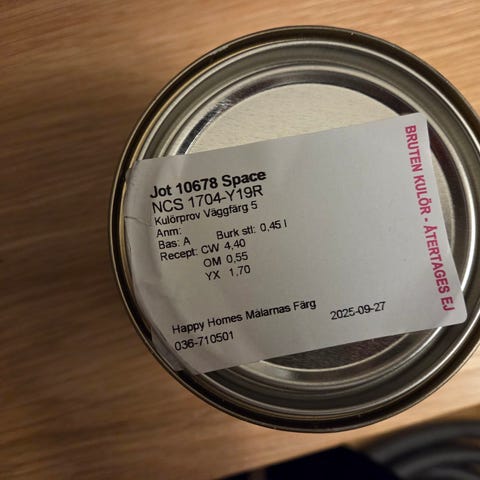 Jot 10678 Space
NCS 1704-Y19R
Kulörprov Väggfärg 5
Anm:
Bas: A Burk stl: 0,45 l
Recept: CW 4,40
OM 0,55
YX 1,70
Happy Homes Målarnas Färg
036-710501 2025-09-27
BRUTEN KULÖR - ÅTERTAGES EJ